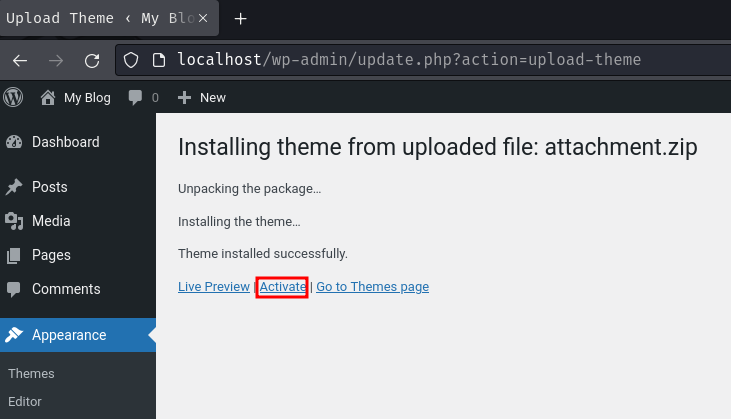 Upload Theme ‹ My Blo
localhost/wp-admin/update.php?action=upload-theme
My Blog 0 New
Dashboard
Posts
Media
Pages
Comments
Appearance
Themes
Editor
Installing theme from uploaded file: attachment.zip
Unpacking the package…
Installing the theme…
Theme installed successfully.
Live Preview | Activate | Go to Themes page